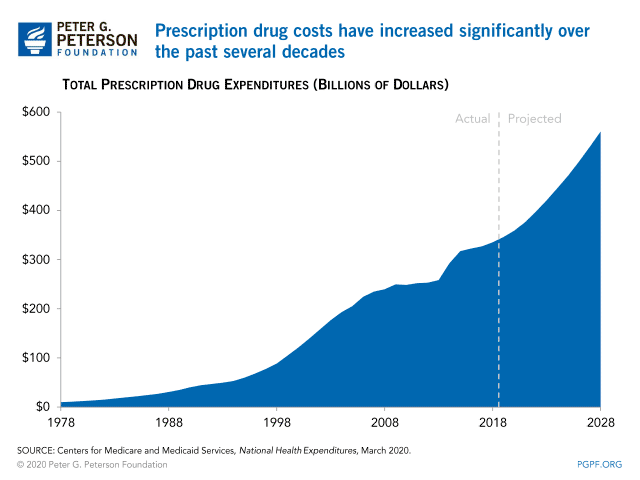 PETER G.
PETERSON
FOUNDATION
Prescription drug costs have increased significantly over
the past several decades
TOTAL PRESCRIPTION DRUG EXPENDITURES (BILLIONS OF DOLLARS)
Actual
Projected
$600
$500
$400
$300
$200
$100
$0
1978
1988
1998
2008
2018
2028
SOURCE: Centers for Medicare and Medicaid Services, National Health Expenditures, March 2020.
© 2020 Peter G. Peterson Foundation
PGPF.ORG